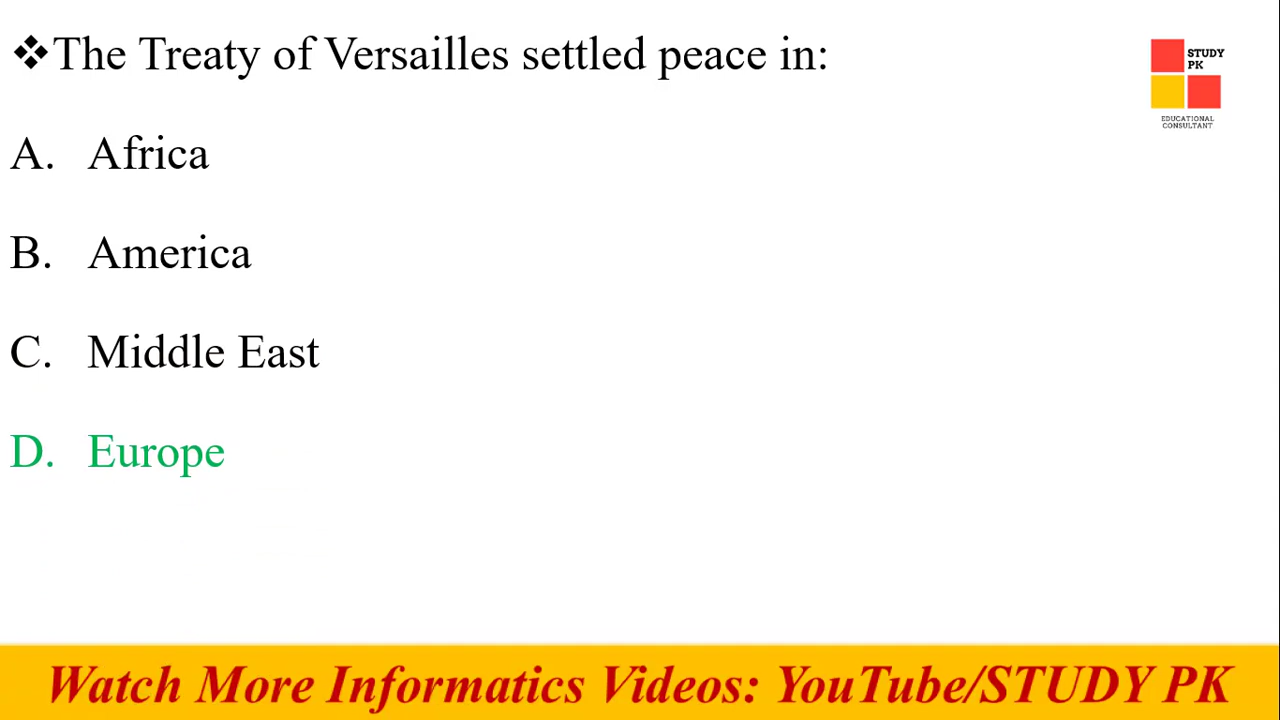 ❖The Treaty of Versailles settled peace in:
STUDY
PK
EDUCATIONAL
CONSULTANT
A. Africa
B. America
C. Middle East
D. Europe
Watch More Informatics Videos: YouTube/STUDY PK